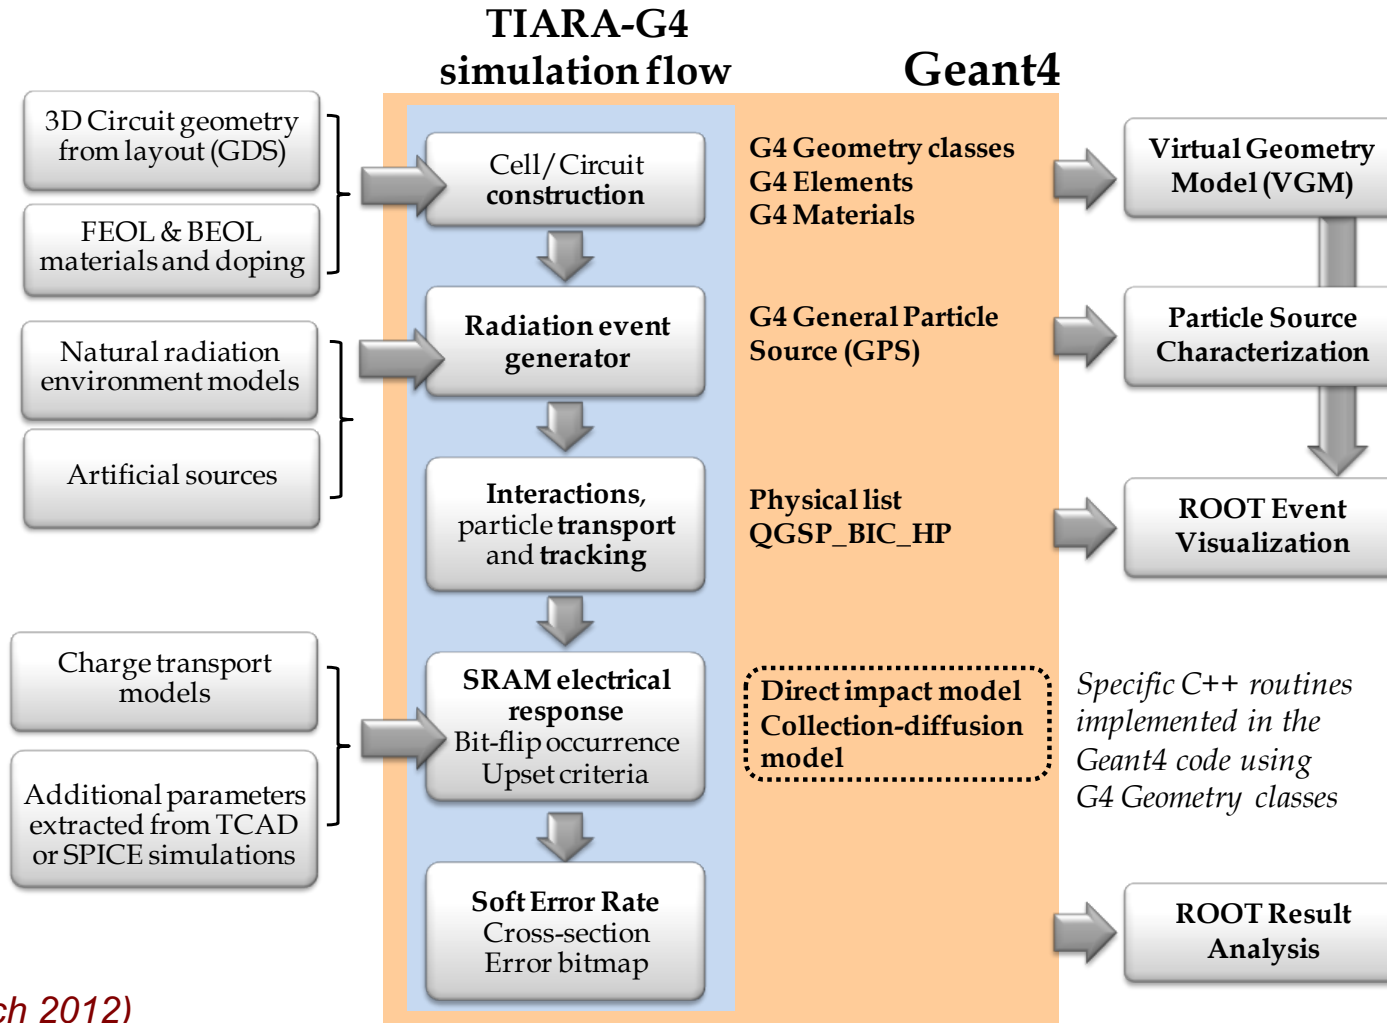 TIARA-G4
simulation flow
Geant4
3D Circuit geometry
from layout (GDS)
FEOL & BEOL
materials and doping
Natural radiation
environment models
Artificial sources
Charge transport
models
Additional parameters
extracted from TCAD
or SPICE simulations
Cell/Circuit
construction
Radiation event
generator
Interactions,
particle transport
and tracking
SRAM electrical
response
Bit-flip occurrence
Upset criteria
Soft Error Rate
Cross-section
Error bitmap
G4 Geometry classes
G4 Elements
G4 Materials
G4 General Particle
Source (GPS)
Physical list
QGSP_BIC_HP
Direct impact model
Collection-diffusion
model
Virtual Geometry
Model (VGM)
Particle Source
Characterization
ROOT Event
Visualization
Specific C++ routines
implemented in the
Geant4 code using
G4 Geometry classes
ROOT Result
Analysis
ch 2012)